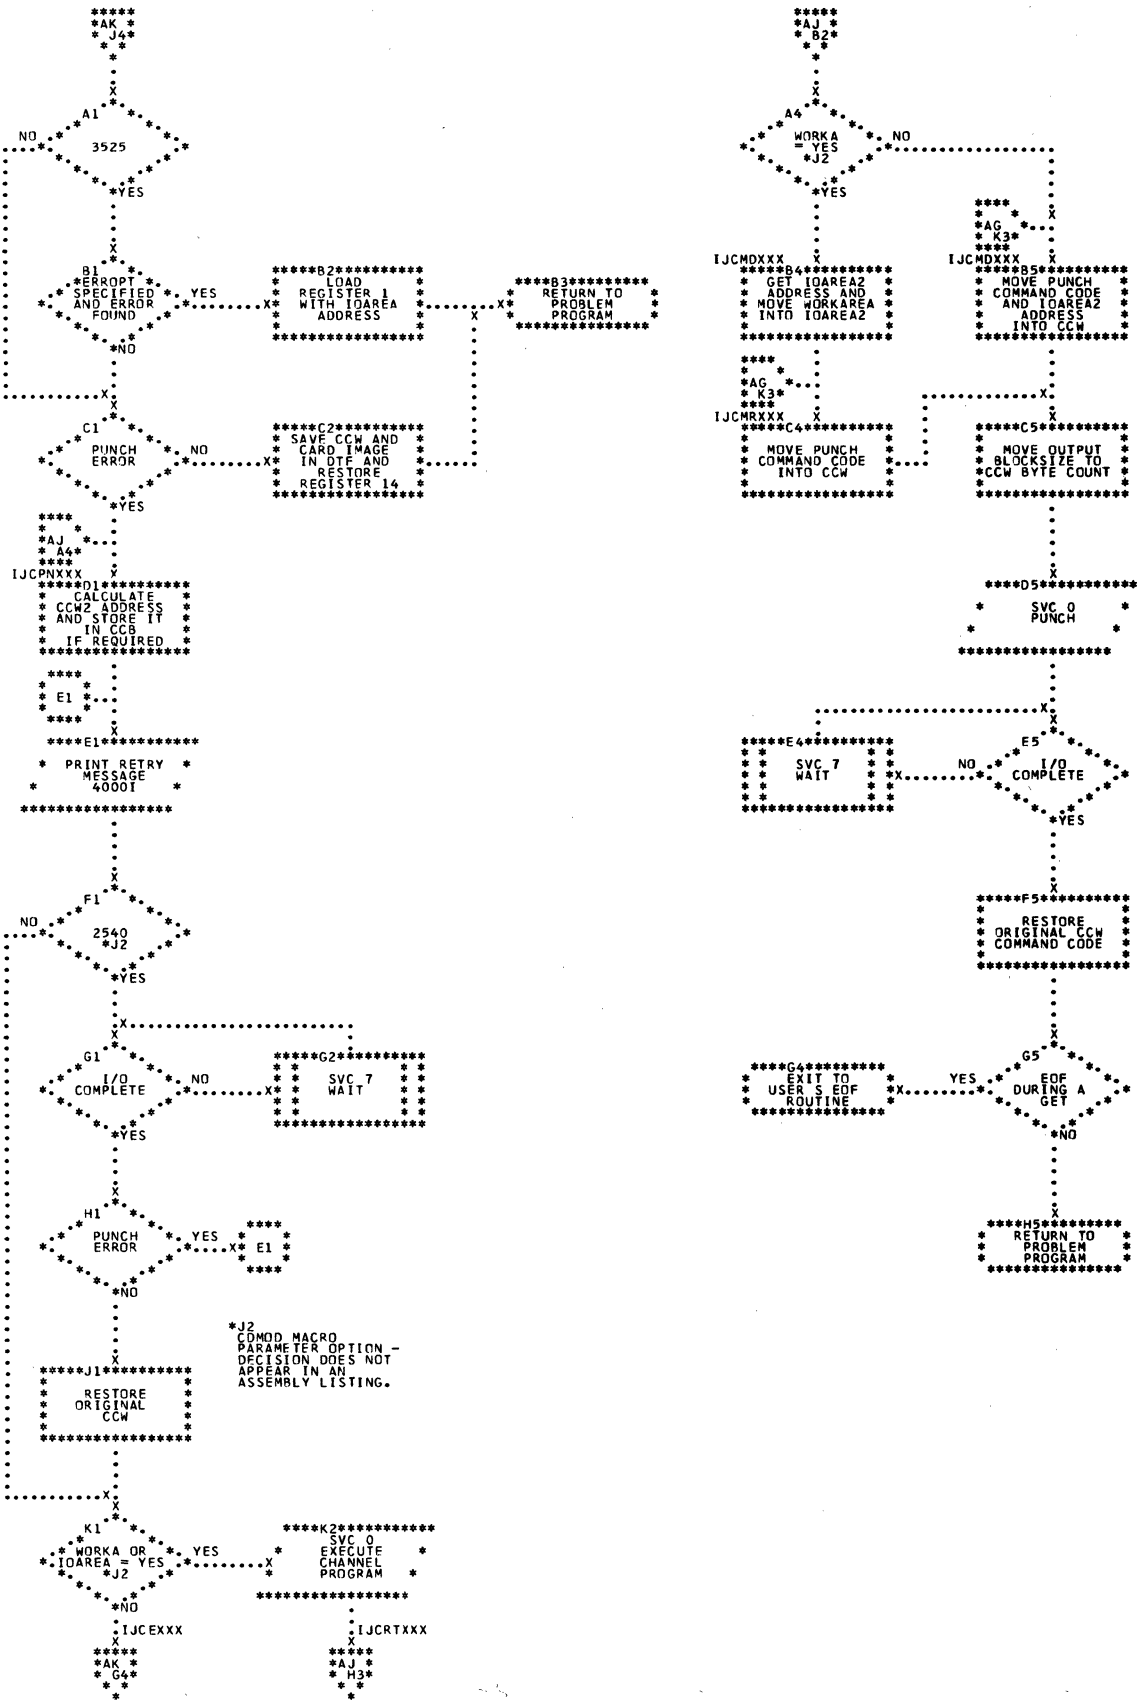 AK
J4
A1
3525
NO
YES
B1
ERROPT
SPECIFIED
AND ERROR
FOUND
YES
NO
B2
LOAD
REGISTER 1
WITH IOAREA
ADDRESS
B3
RETURN TO
PROBLEM
PROGRAM
C1
PUNCH
ERROR
NO
YES
C2
SAVE CCW AND
CARD IMAGE
IN DTF AND
RESTORE
REGISTER 14
AJ
A4
IJCPNXXX
D1
CALCULATE
CCW2 ADDRESS
AND STORE IT
IN CCB
IF REQUIRED
E1
E1
PRINT RETRY
MESSAGE
4000I
F1
2540
*J2
NO
YES
G1
I/O
COMPLETE
NO
YES
G2
SVC 7
WAIT
H1
PUNCH
ERROR
YES
E1
NO
*J2
CDMOD MACRO
PARAMETER OPTION -
DECISION DOES NOT
APPEAR IN AN
ASSEMBLY LISTING.
J1
RESTORE
ORIGINAL
CCW
K1
WORKA OR
IOAREA = YES
*J2
YES
NO
K2
SVC 0
EXECUTE
CHANNEL
PROGRAM
IJCEXXX
AK
G4
IJCRTXXX
AJ
H3
AJ
B2
A4
WORKA
= YES
*J2
NO
YES
AG
K3
IJCMDXXX
B4
GET IOAREA2
ADDRESS AND
MOVE WORKAREA
INTO IOAREA2
IJCMDXXX
B5
MOVE PUNCH
COMMAND CODE
AND IOAREA2
ADDRESS
INTO CCW
AG
K3
IJCMRXXX
C4
MOVE PUNCH
COMMAND CODE
INTO CCW
C5
MOVE OUTPUT
BLOCKSIZE TO
CCW BYTE COUNT
D5
SVC 0
PUNCH
E4
SVC 7
WAIT
E5
I/O
COMPLETE
NO
YES
F5
RESTORE
ORIGINAL CCW
COMMAND CODE
G4
EXIT TO
USER S EOF
ROUTINE
G5
EOF
DURING A
GET
YES
NO
H5
RETURN TO
PROBLEM
PROGRAM